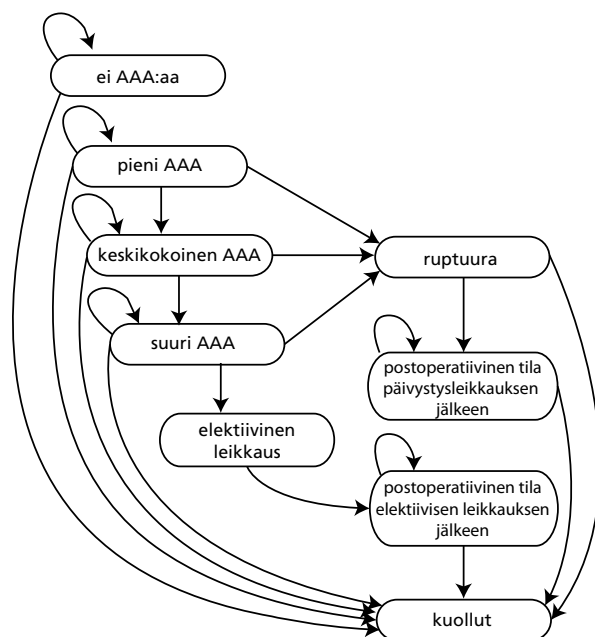 ei AAA:aa
pieni AAA
keskikokoinen AAA
ruptuura
suuri AAA
postoperatiivinen tila
päivystysleikkauksen
jälkeen
elektiivinen
leikkaus
postoperatiivinen tila
elektiivisen leikkauksen
jälkeen
kuollut